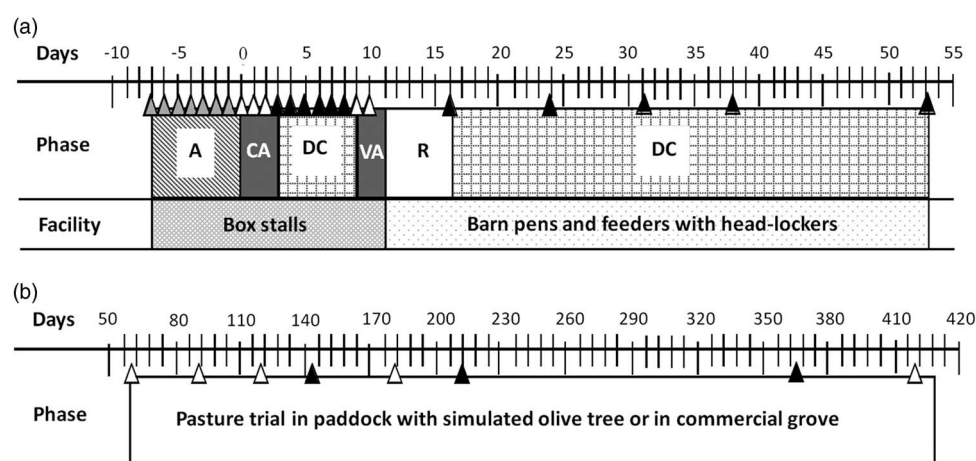 (a)
Days -10 -5 0 5 10 15 20 25 30 35 40 45 50 55
Phase A CA DC VA R DC
Facility Box stalls Barn pens and feeders with head-lockers
(b)
Days 50 80 110 140 170 200 230 260 290 320 350 380 410 420
Phase Pasture trial in paddock with simulated olive tree or in commercial grove